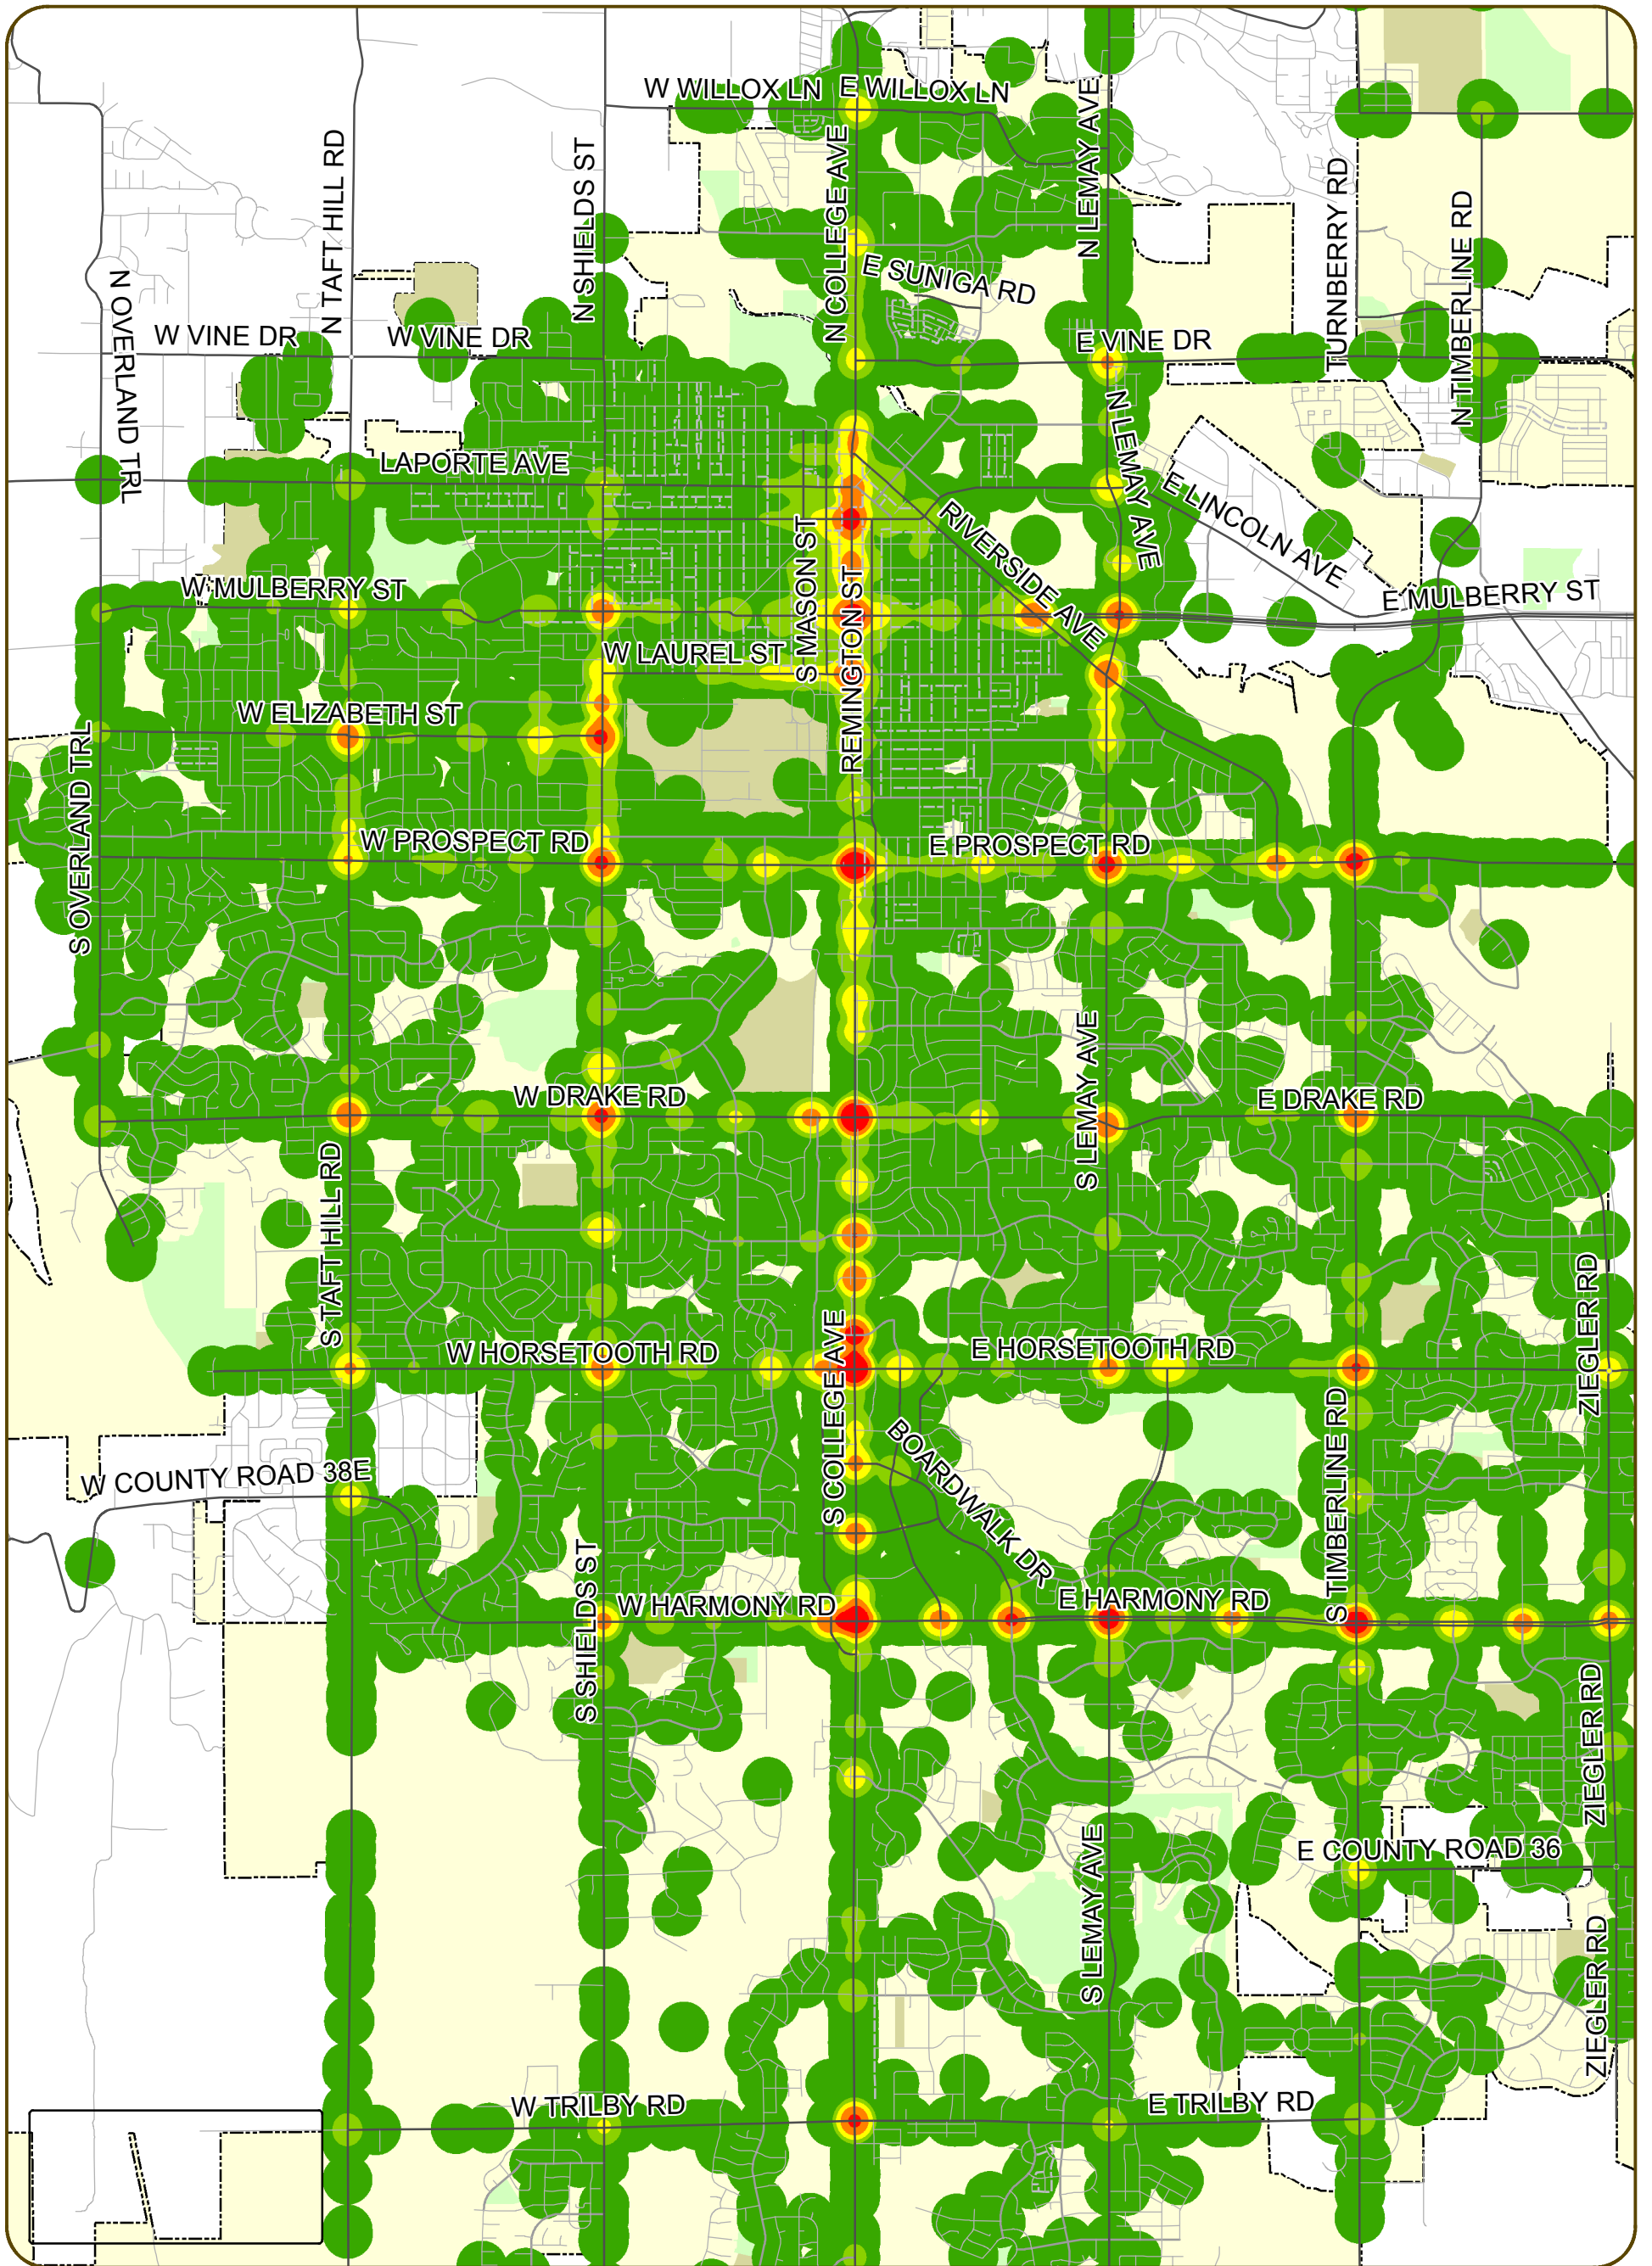 W WILLOX LN
E WILLOX LN
N LEMAY AVE
N COLLEGE AVE
N TAFT HILL RD
N SHIELDS ST
TURNBERRY RD
N TIMBERLINE RD
E SUNIGA RD
N OVERLAND TRL
W VINE DR
W VINE DR
E VINE DR
N LEMAY AVE
LAPORTE AVE
E LINCOLN AVE
RIVERSIDE AVE
S MASON ST
REMINGTON ST
W MULBERRY ST
E MULBERRY ST
W LAUREL ST
W ELIZABETH ST
S OVERLAND TRL
W PROSPECT RD
E PROSPECT RD
S LEMAY AVE
W DRAKE RD
E DRAKE RD
S TAFT HILL RD
ZIEGLER RD
S COLLEGE AVE
W HORSETOOTH RD
E HORSETOOTH RD
S TIMBERLINE RD
BOARDWALK DR
W COUNTY ROAD 38E
S SHIELDS ST
W HARMONY RD
E HARMONY RD
ZIEGLER RD
S LEMAY AVE
E COUNTY ROAD 36
ZIEGLER RD
W TRILBY RD
E TRILBY RD